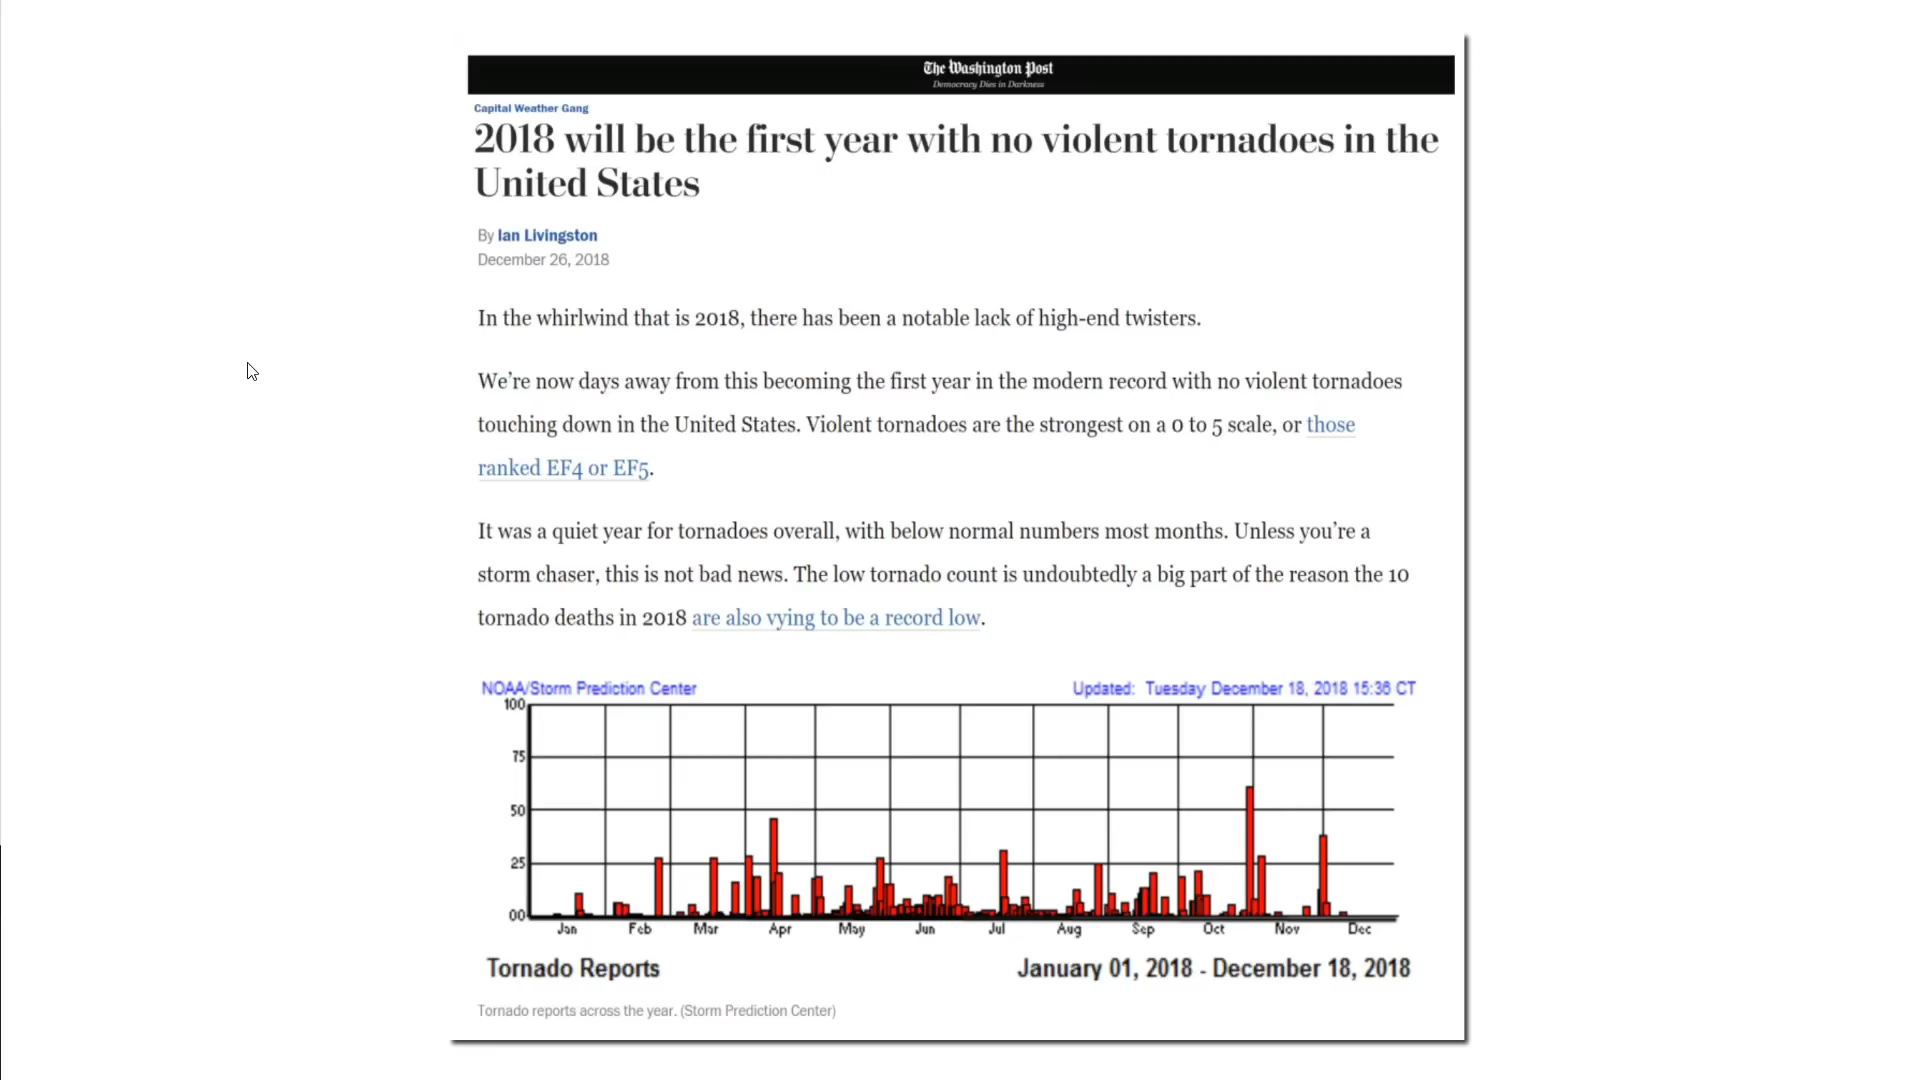 The Washington Post
Democracy Dies in Darkness
Capital Weather Gang
2018 will be the first year with no violent tornadoes in the
United States
By Ian Livingston
December 26, 2018
In the whirlwind that is 2018, there has been a notable lack of high-end twisters.
We’re now days away from this becoming the first year in the modern record with no violent tornadoes
touching down in the United States. Violent tornadoes are the strongest on a 0 to 5 scale, or those
ranked EF4 or EF5.
It was a quiet year for tornadoes overall, with below normal numbers most months. Unless you’re a
storm chaser, this is not bad news. The low tornado count is undoubtedly a big part of the reason the 10
tornado deaths in 2018 are also vying to be a record low.
NOAA/Storm Prediction Center Updated: Tuesday December 18, 2018 15:36 CT
100
75
50
25
00
Jan Feb Mar Apr May Jun Jul Aug Sep Oct Nov Dec
Tornado Reports January 01, 2018 - December 18, 2018
Tornado reports across the year. (Storm Prediction Center)